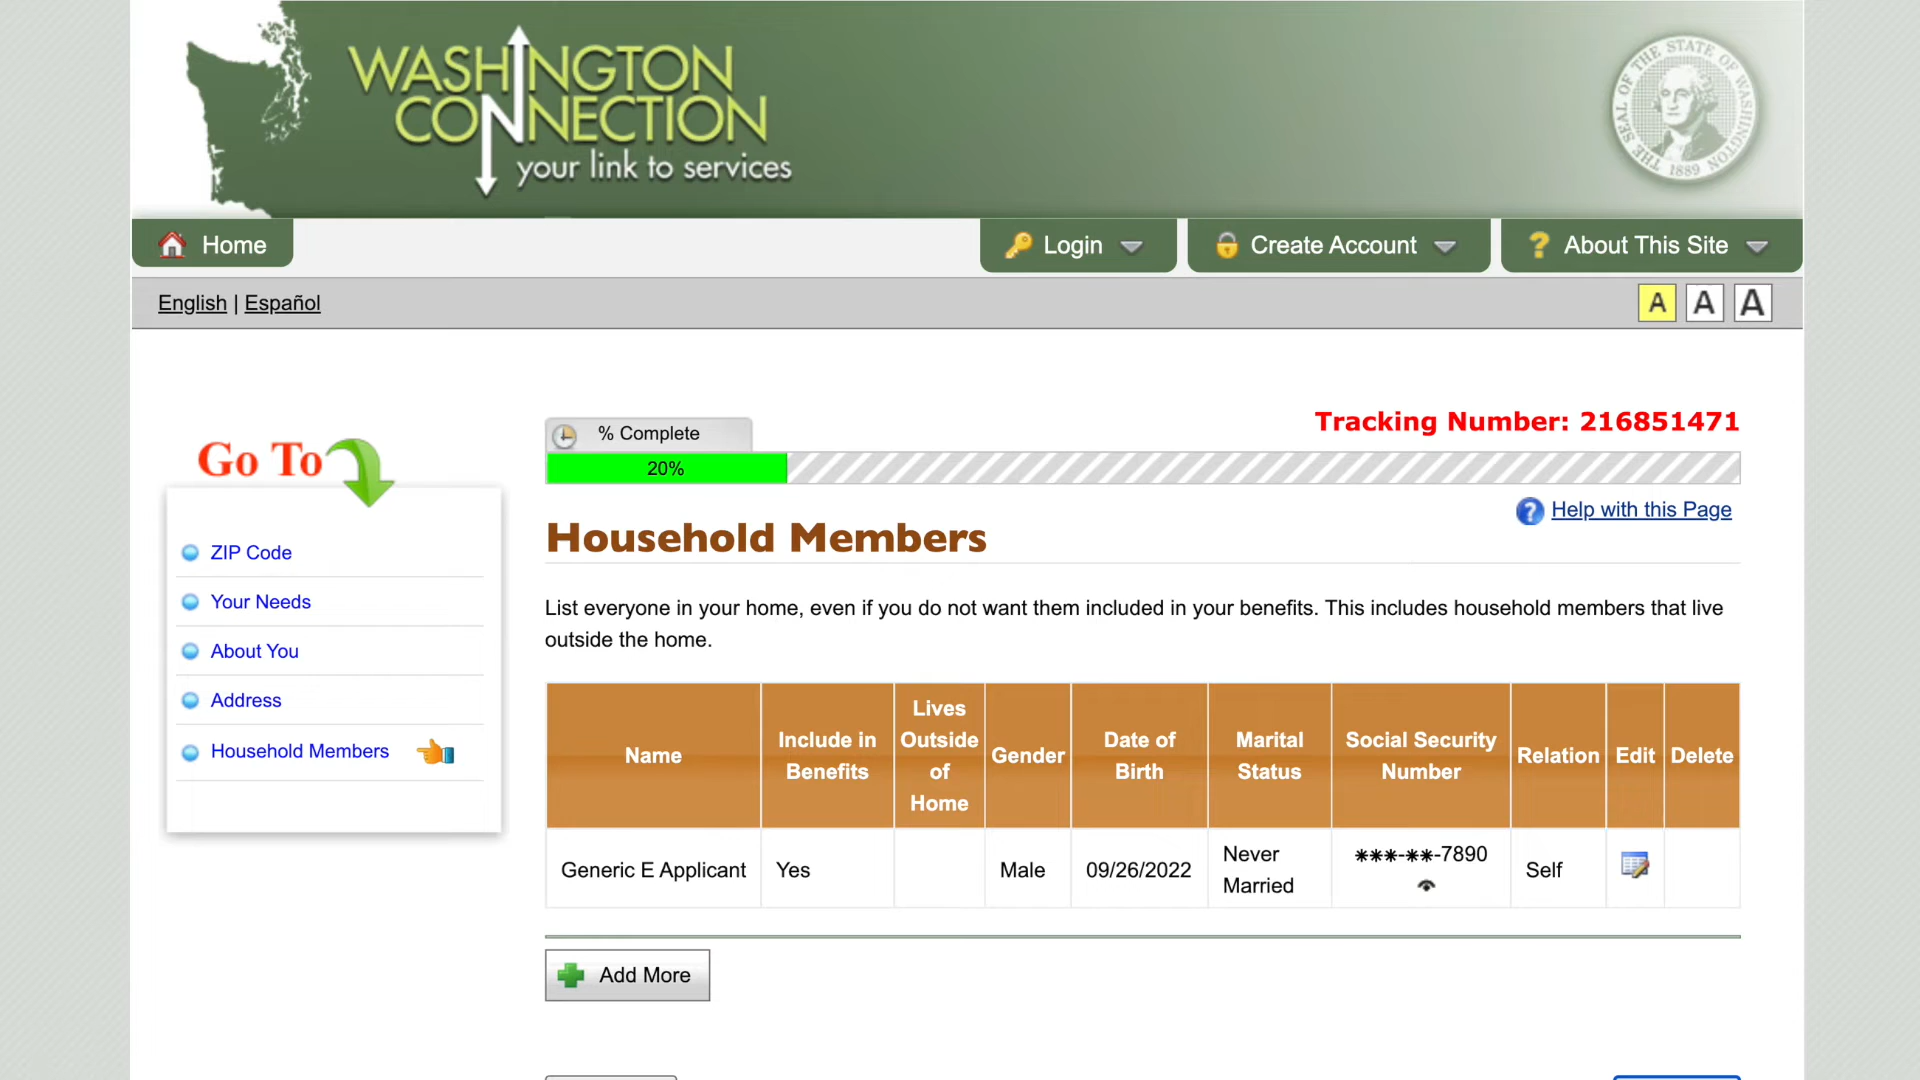 WASHINGTON
CONNECTION
your link to services
THE SEAL OF THE STATE OF WASHINGTON
1889
Home
Login
Create Account
About This Site
English | Español
A A A
Tracking Number: 216851471
% Complete
20%
Go To
Help with this Page
ZIP Code
Your Needs
About You
Address
Household Members
Household Members
List everyone in your home, even if you do not want them included in your benefits. This includes household members that live
outside the home.
Name
Include in
Benefits
Lives
Outside
of
Home
Gender
Date of
Birth
Marital
Status
Social Security
Number
Relation
Edit
Delete
Generic E Applicant
Yes
Male
09/26/2022
Never
Married
***-**-7890
Self
Add More